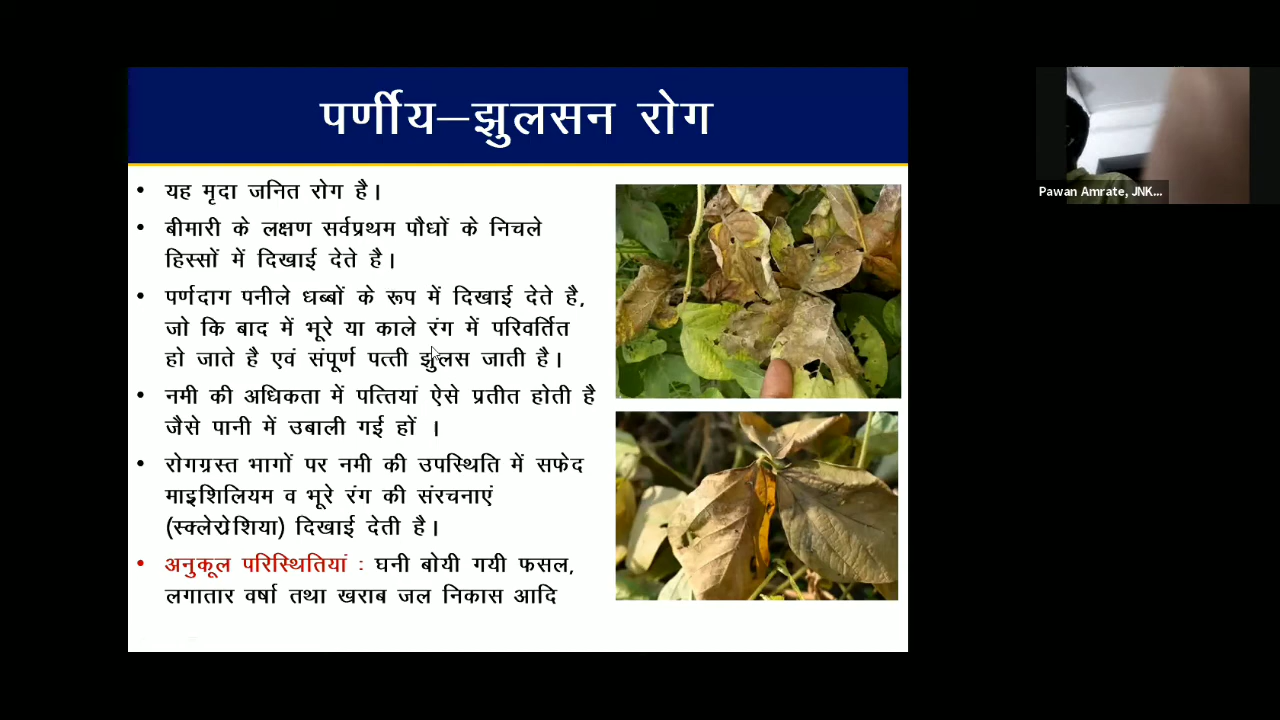 पर्णीय–झुलसन रोग
• यह मृदा जनित रोग है।
• बीमारी के लक्षण सर्वप्रथम पौधों के निचले
हिस्सों में दिखाई देते है।
• पर्णदाग पनीले धब्बों के रूप में दिखाई देते है,
जो कि बाद में भूरे या काले रंग में परिवर्तित
हो जाते है एवं संपूर्ण पत्ती झुलस जाती है।
• नमी की अधिकता में पत्तियां ऐसे प्रतीत होती है
जैसे पानी में उबाली गई हों ।
• रोगग्रस्त भागों पर नमी की उपस्थिति में सफेद
माइशिलियम व भूरे रंग की संरचनाएं
(स्क्लेरोशिया) दिखाई देती है।
• अनुकूल परिस्थितियां : घनी बोयी गयी फसल,
लगातार वर्षा तथा खराब जल निकास आदि
Pawan Amrate, JNK...